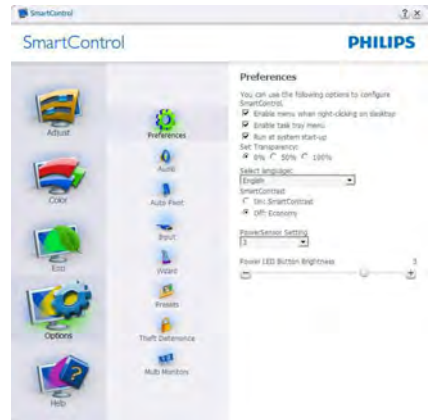 SmartControl
SmartControl
PHILIPS
Adjust
Color
Eco
Options
Help
Preferences
Audio
Auto Pivot
Input
Wizard
Presets
Theft Deterrence
Multi Monitors
Preferences
You can use the following options to configure
SmartControl.
Enable menu when right-clicking on desktop
Enable task tray menu
Run at system start-up
Set Transparency:
0% 50% 100%
Select language:
English
SmartContrast
On: SmartContrast
Off: Economy
PowerSensor Setting
3
Power LED Button Brightness 3